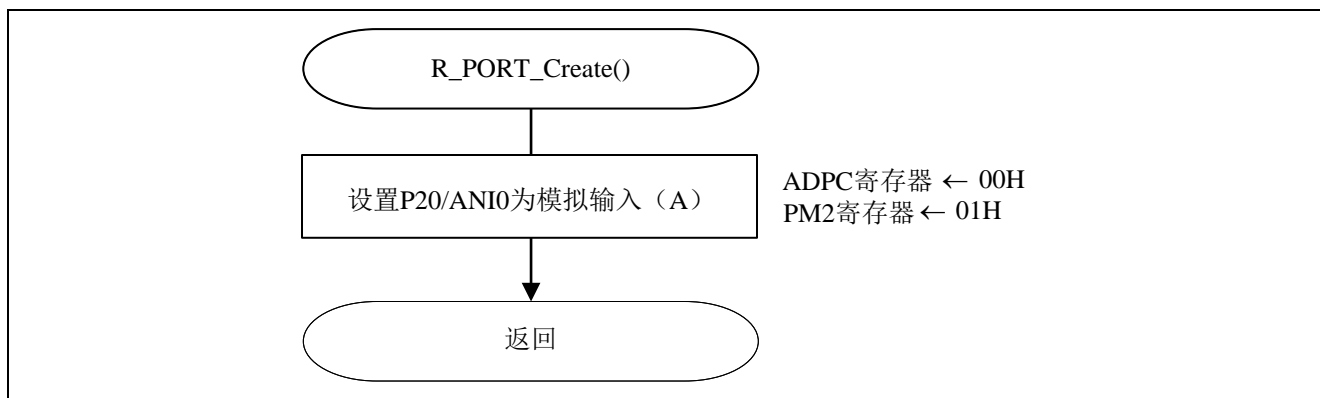 R_PORT_Create()
设置P20/ANI0为模拟输入（A）
ADPC寄存器 ← 00H
PM2寄存器 ← 01H
返回